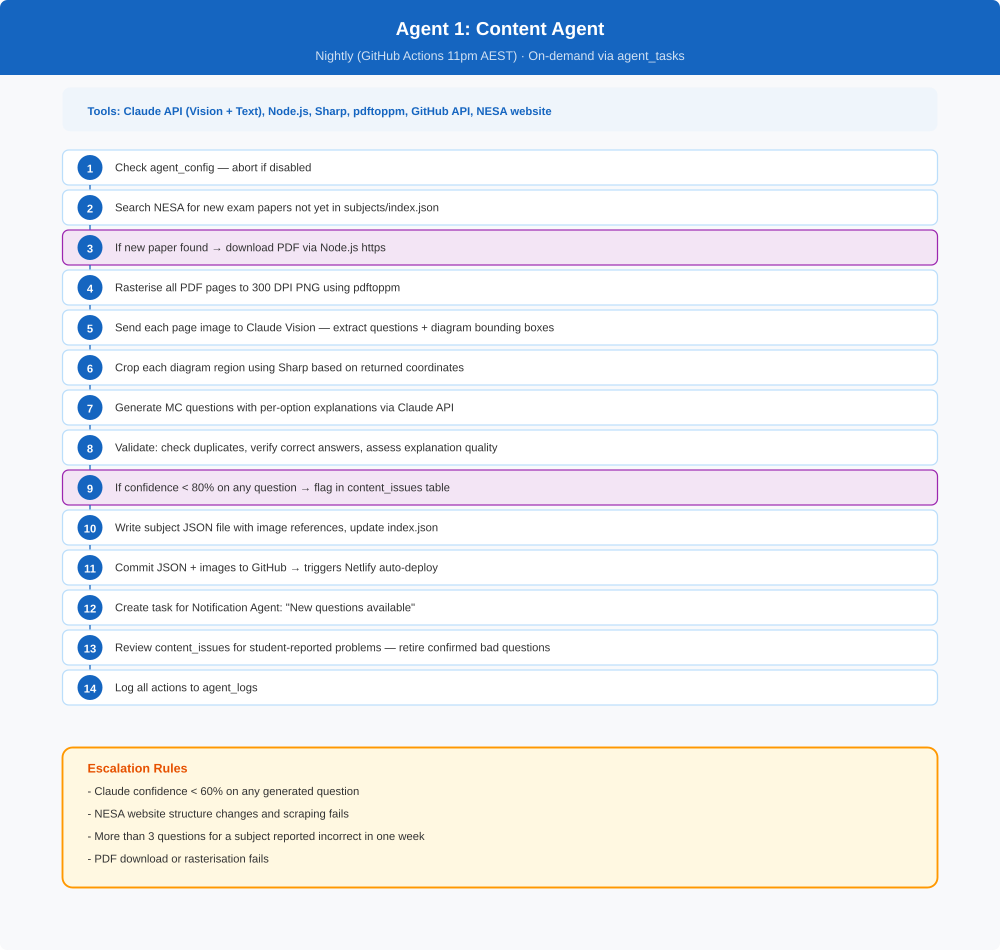 Agent 1: Content Agent
Nightly (GitHub Actions 11pm AEST) · On-demand via agent_tasks
Tools: Claude API (Vision + Text), Node.js, Sharp, pdftoppm, GitHub API, NESA website
1 Check agent_config — abort if disabled
2 Search NESA for new exam papers not yet in subjects/index.json
3 If new paper found → download PDF via Node.js https
4 Rasterise all PDF pages to 300 DPI PNG using pdftoppm
5 Send each page image to Claude Vision — extract questions + diagram bounding boxes
6 Crop each diagram region using Sharp based on returned coordinates
7 Generate MC questions with per-option explanations via Claude API
8 Validate: check duplicates, verify correct answers, assess explanation quality
9 If confidence < 80% on any question → flag in content_issues table
10 Write subject JSON file with image references, update index.json
11 Commit JSON + images to GitHub → triggers Netlify auto-deploy
12 Create task for Notification Agent: "New questions available"
13 Review content_issues for student-reported problems — retire confirmed bad questions
14 Log all actions to agent_logs
Escalation Rules
- Claude confidence < 60% on any generated question
- NESA website structure changes and scraping fails
- More than 3 questions for a subject reported incorrect in one week
- PDF download or rasterisation fails